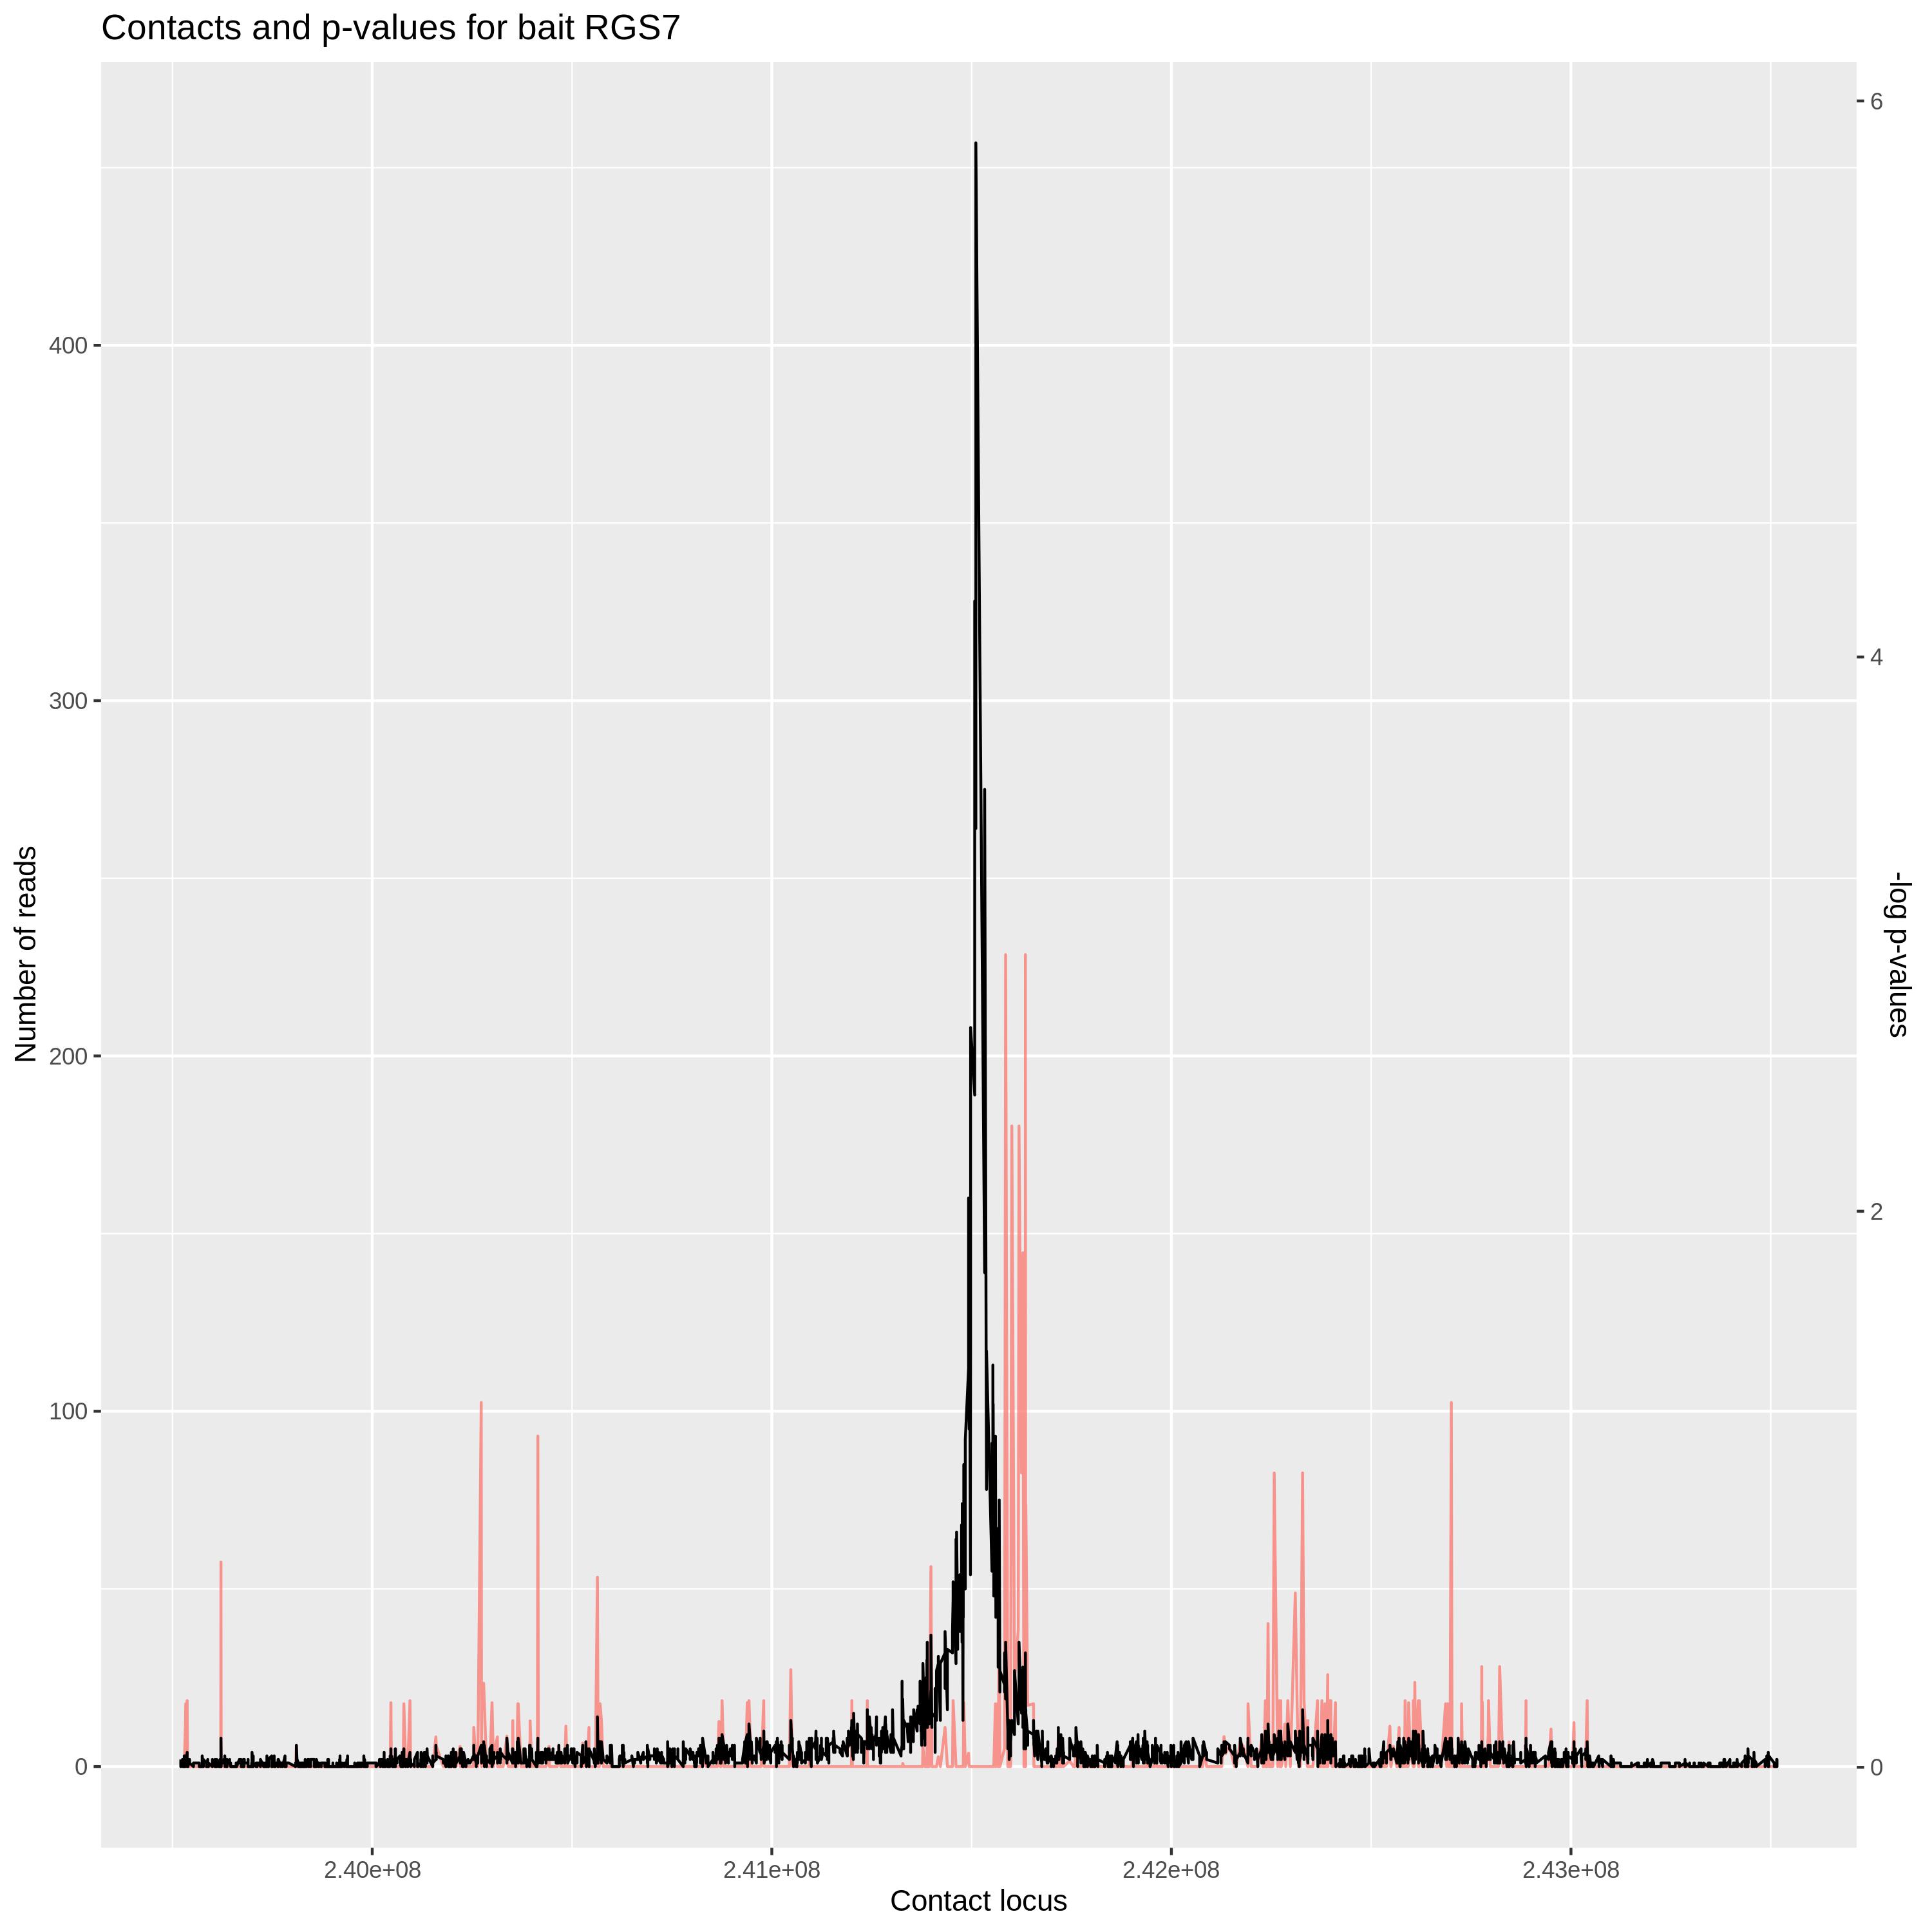 Contacts and p-values for bait RGS7
Number of reads
400
300
200
100
0
6
4
2
0
-log p-values
2.40e+08
2.41e+08
2.42e+08
2.43e+08
Contact locus